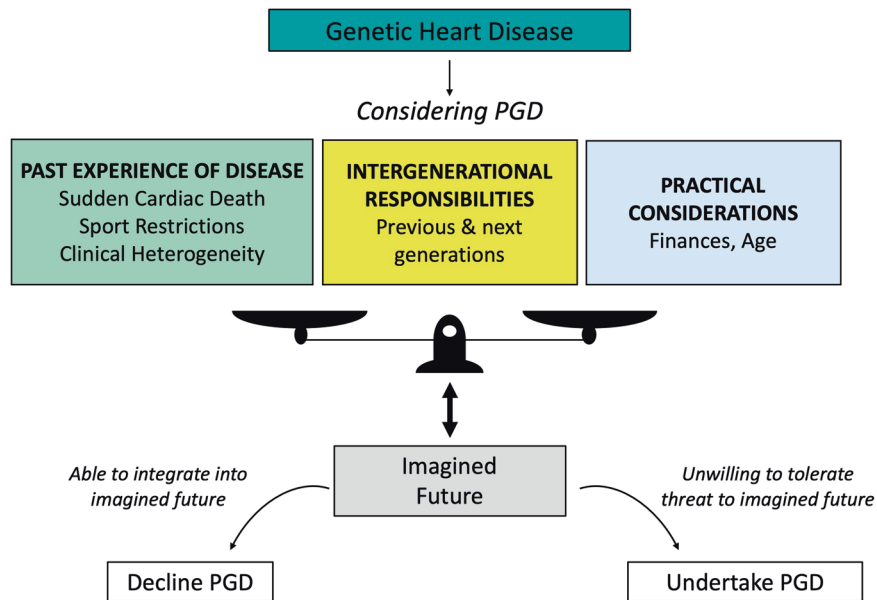 Genetic Heart Disease
Considering PGD
PAST EXPERIENCE OF DISEASE
Sudden Cardiac Death
Sport Restrictions
Clinical Heterogeneity
INTERGENERATIONAL
RESPONSIBILITIES
Previous & next
generations
PRACTICAL
CONSIDERATIONS
Finances, Age
Imagined
Future
Able to integrate into
imagined future
Unwilling to tolerate
threat to imagined future
Decline PGD
Undertake PGD